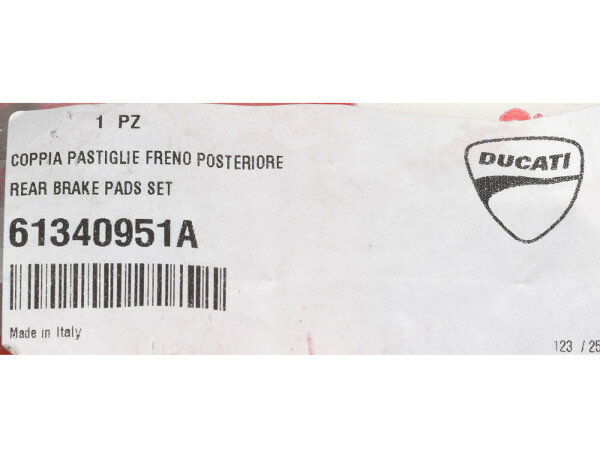 1 PZ
COPPIA PASTIGLIE FRENO POSTERIORE
REAR BRAKE PADS SET
DUCATI
61340951A
Made in Italy
123 / 25